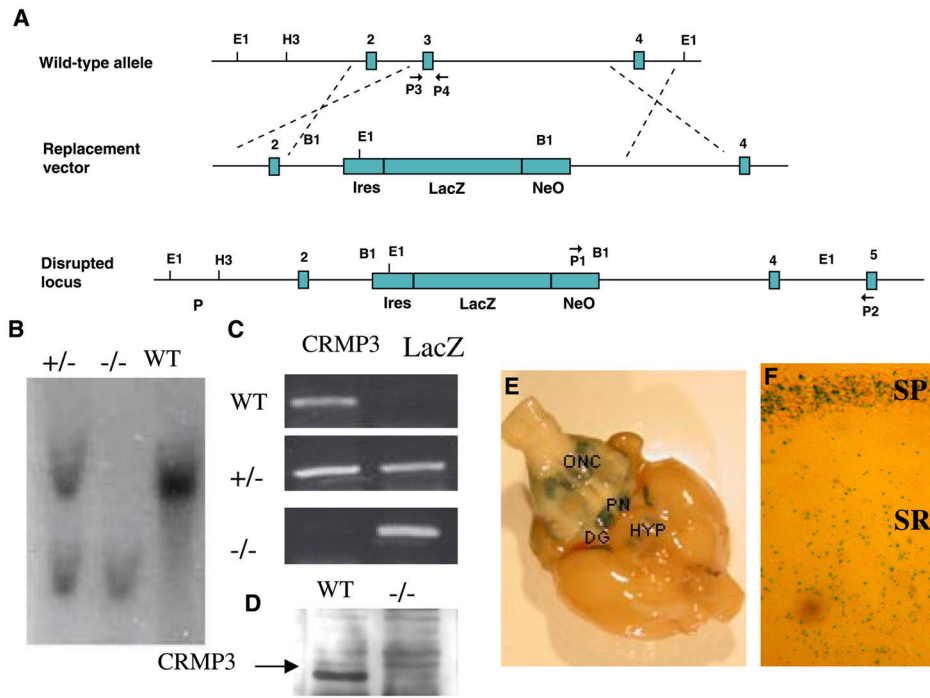 A
E1 H3 2 3 4 E1
Wild-type allele
P3 P4
Replacement vector
2 B1 E1 B1 4
Ires LacZ NeO
Disrupted locus
E1 H3 2 B1 E1 P1 B1 4 E1 5
P Ires LacZ NeO P2
B
+/- -/- WT
C
CRMP3 LacZ
WT
+/-
-/-
D
WT -/-
CRMP3
E
ONC
PN
DG HYP
F
SP
SR